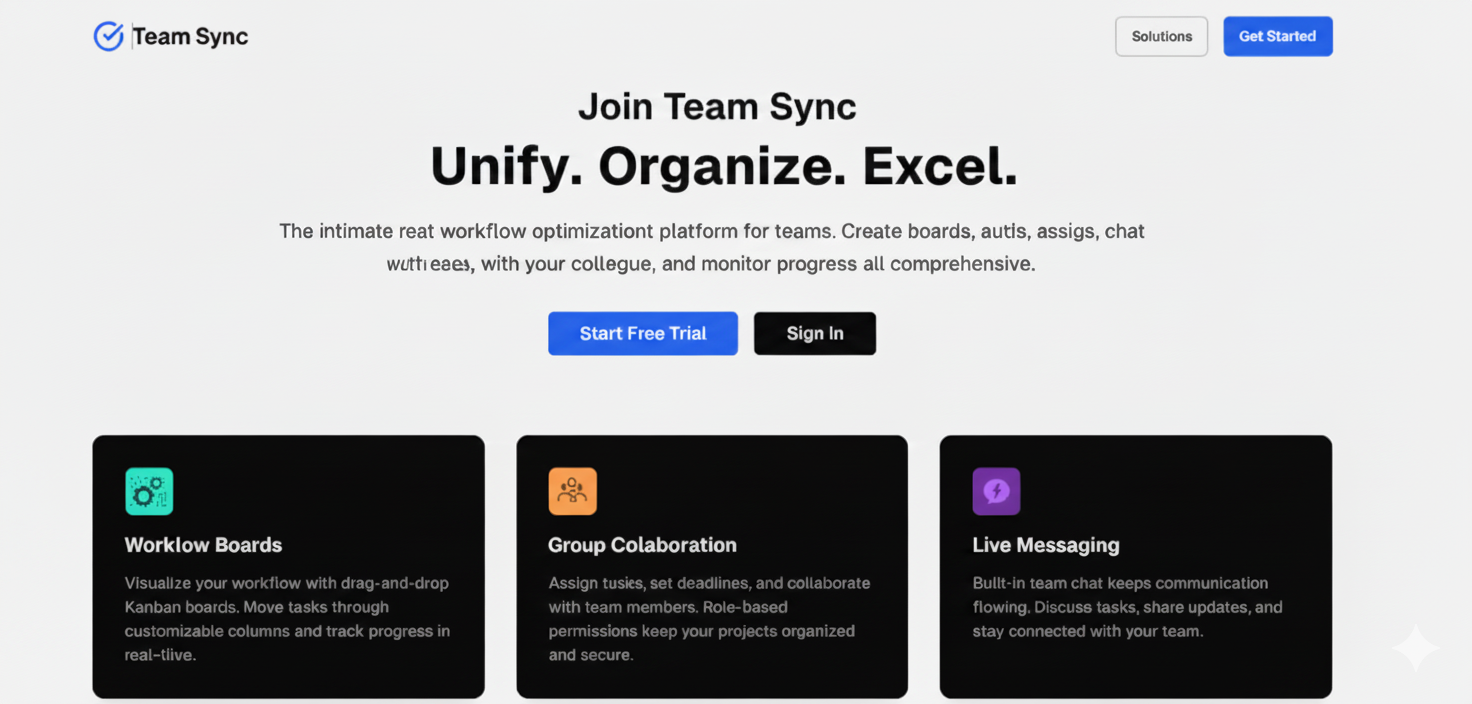 Team Sync
Solutions
Get Started
Join Team Sync
Unify. Organize. Excel.
The intimate reat workflow optimizationt platform for teams. Create boards, autis, assigs, chat
with your collegue, and monitor progress all comprehensive.
Start Free Trial
Sign In
Worklow Boards
Visualize your workflow with drag-and-drop
Kanban boards. Move tasks through
customizable columns and track progress in
real-tlive.
Group Colaboration
Assign tusies, set deadlines, and collaborate
with team members. Role-based
permissions keep your projects organized
and secure.
Live Messaging
Bullt-in team chat keeps communication
flowing. Discuss tasks, share updates, and
stay connected with your team.